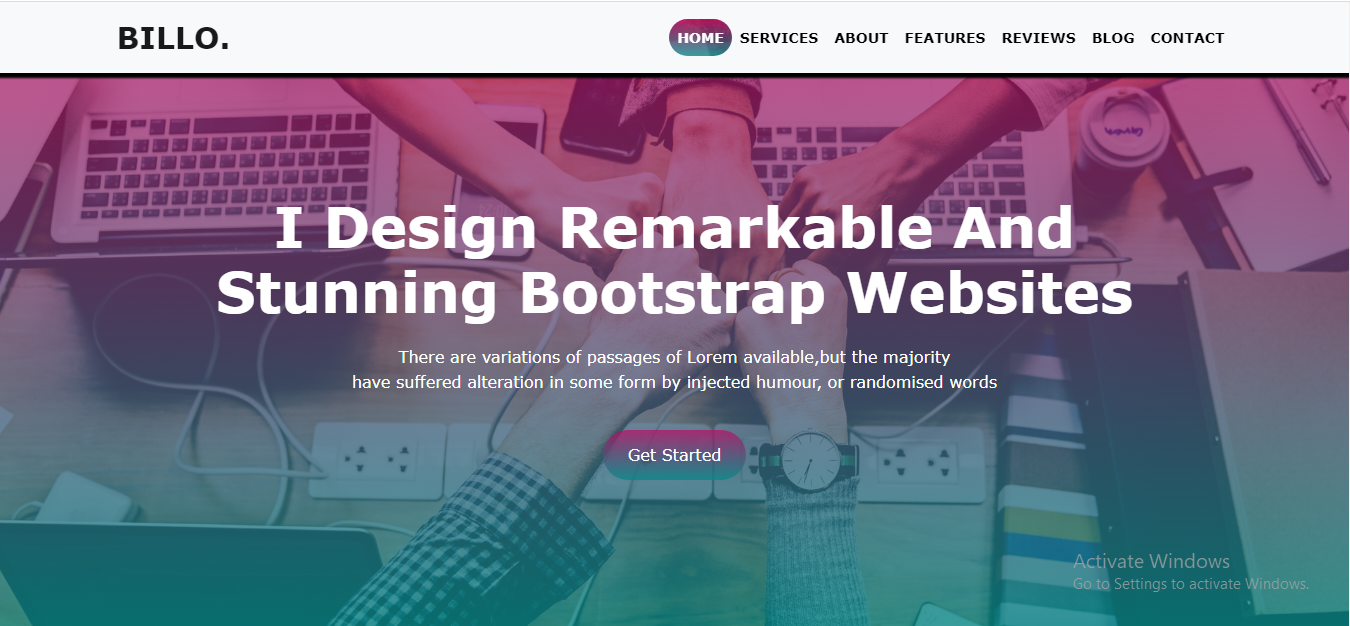 BILLO.
HOME SERVICES ABOUT FEATURES REVIEWS BLOG CONTACT
I Design Remarkable And
Stunning Bootstrap Websites
There are variations of passages of Lorem available,but the majority
have suffered alteration in some form by injected humour, or randomised words
Get Started
Activate Windows
Go to Settings to activate Windows.